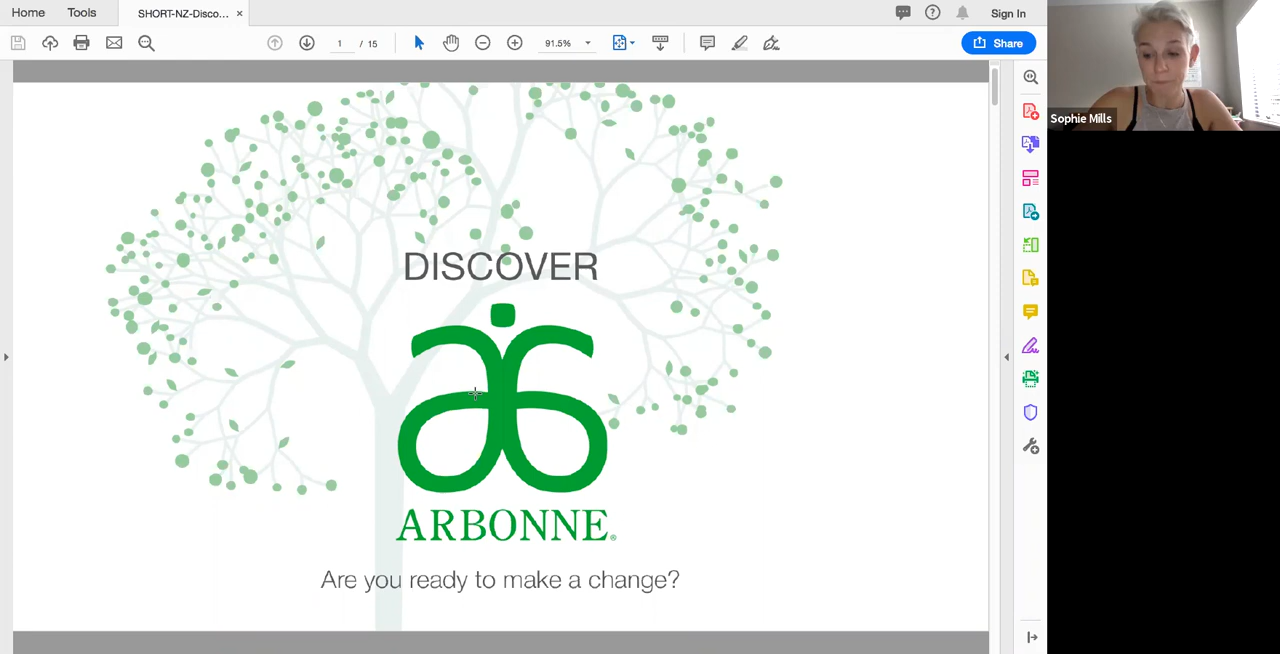 Home Tools SHORT-NZ-Disco... ×
Sign In
1 / 15 91.5% Share
Sophie Mills
DISCOVER
ARBONNE®
Are you ready to make a change?